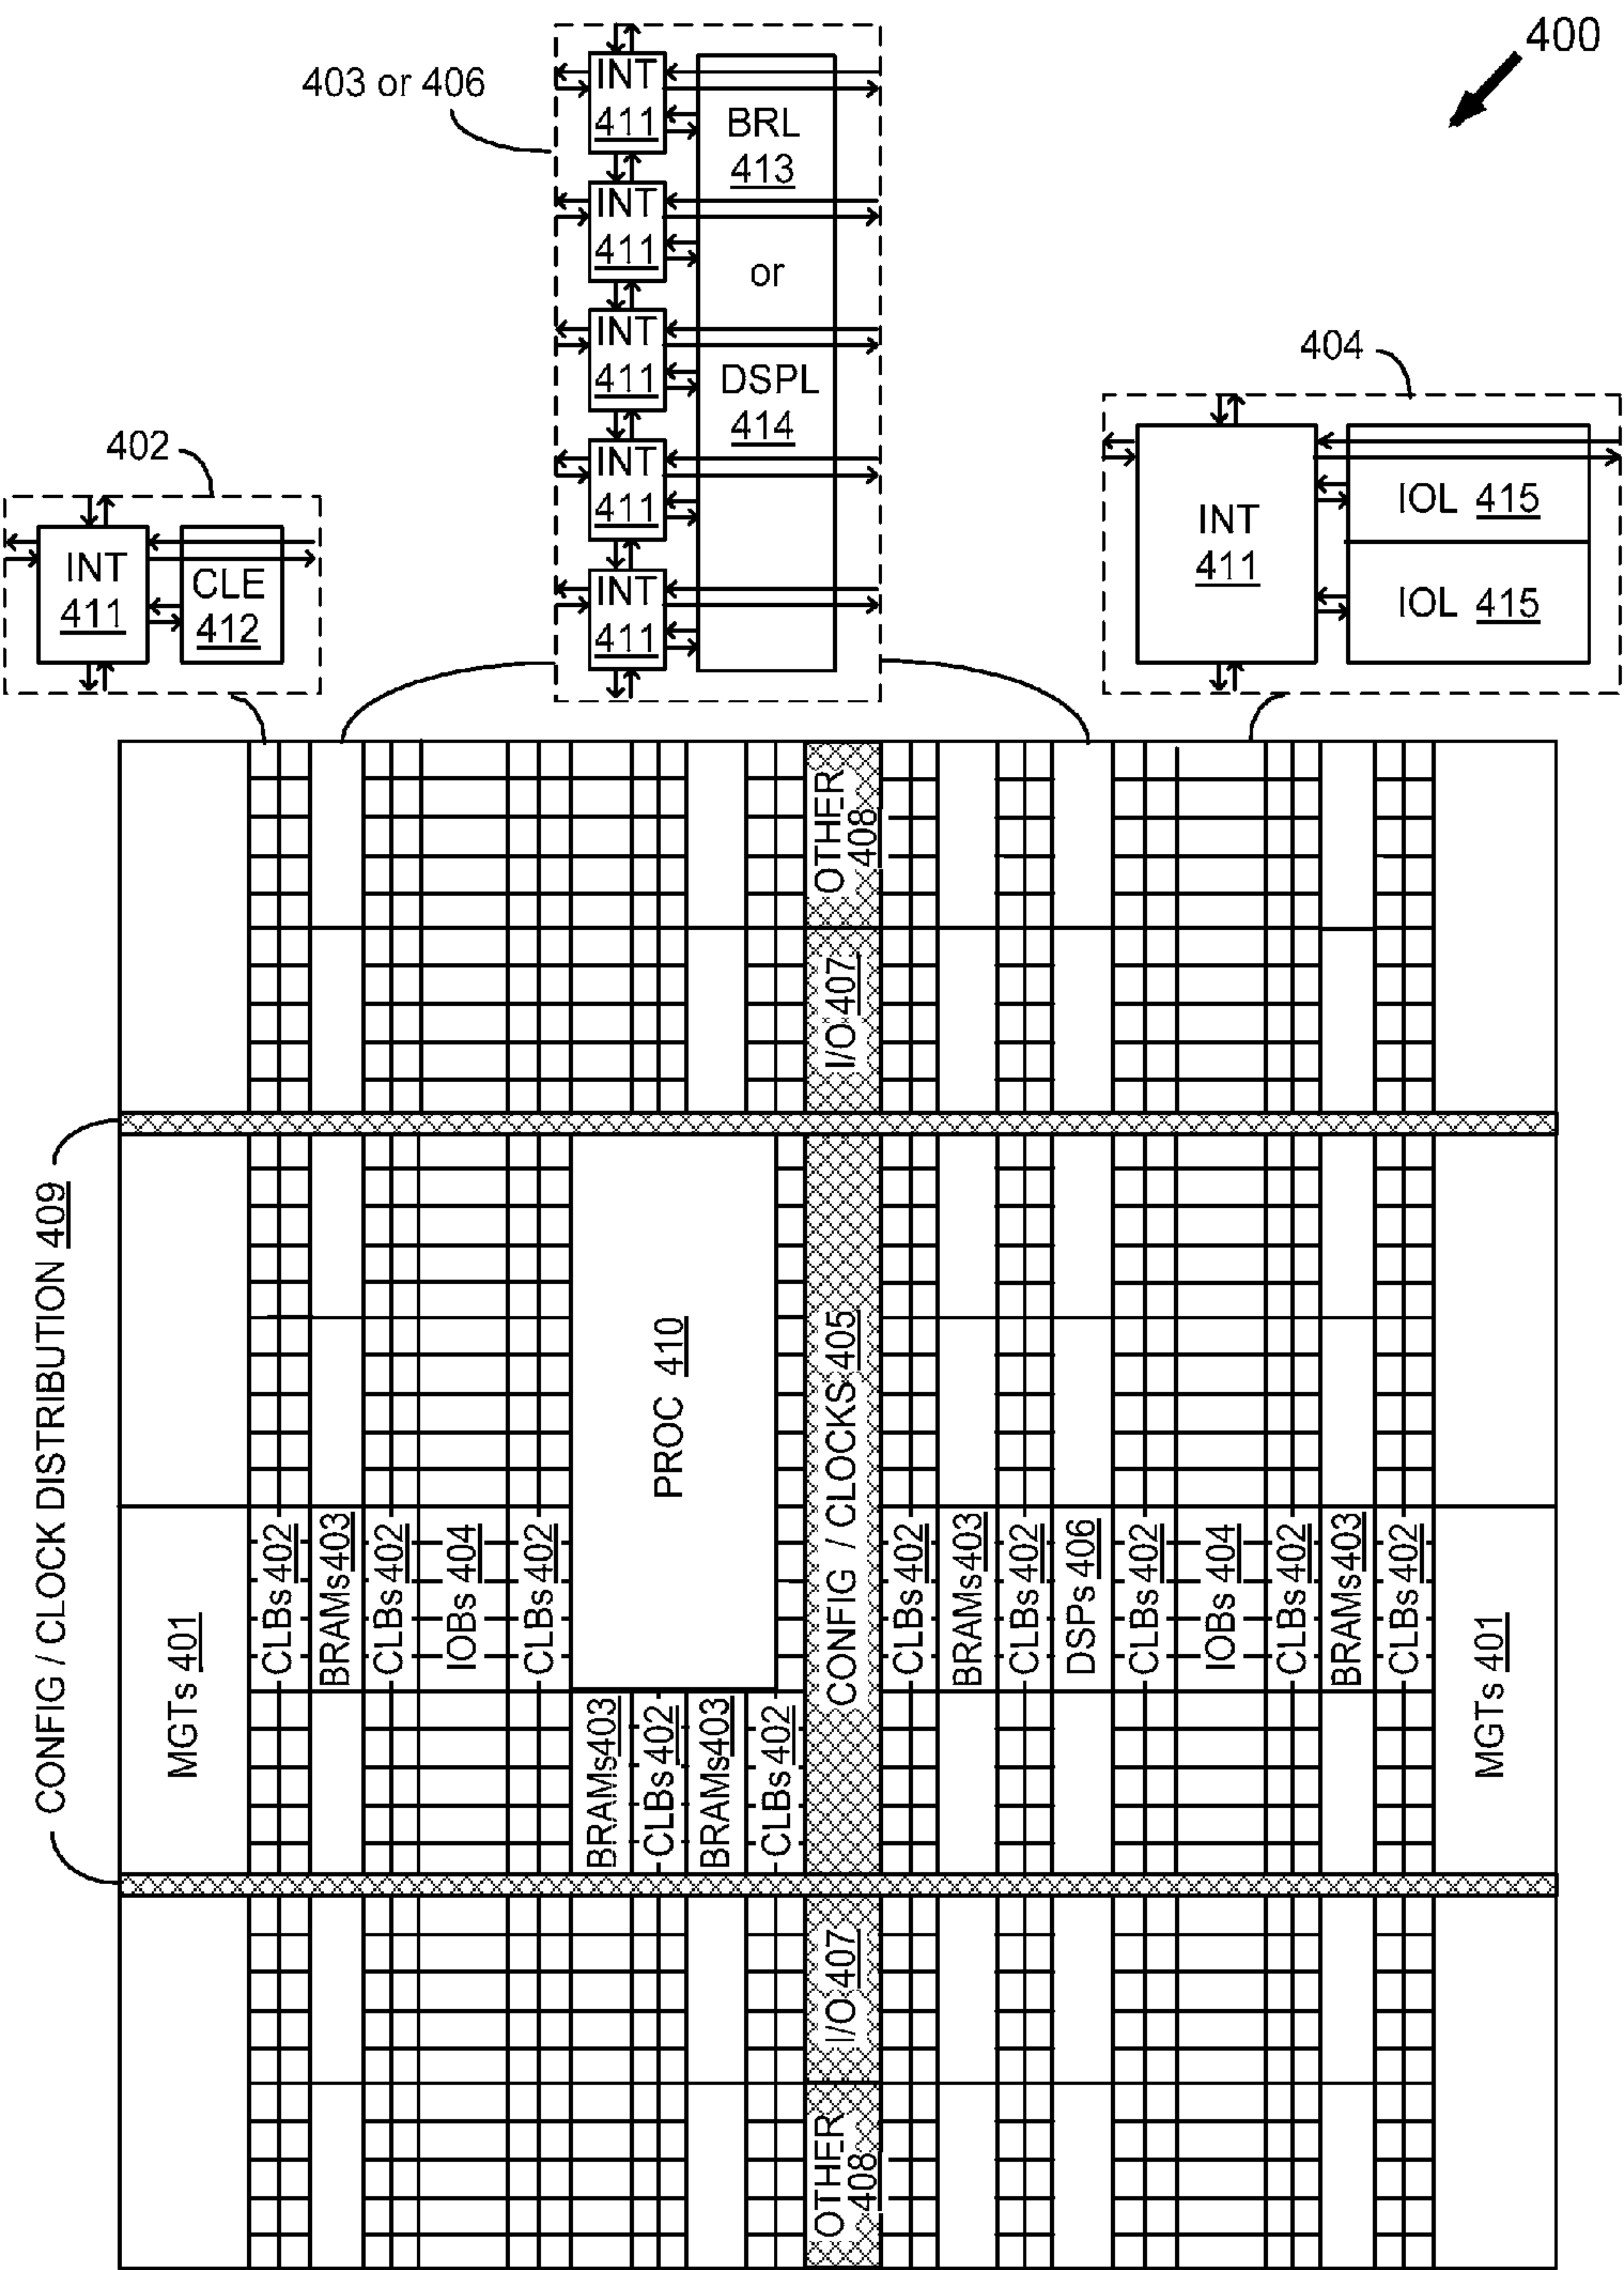 400
403 or 406
INT
411
INT
411
INT
411
INT
411
INT
411
BRL
413
or
DSPL
414
404
INT
411
IOL 415
IOL 415
402
INT
411
CLE
412
CONFIG / CLOCK DISTRIBUTION 409
OTHER
408
I/O 407
PROC 410
CONFIG / CLOCKS 405
MGTs 401
CLBs 402
BRAMs 403
CLBs 402
IOBs 404
CLBs 402
BRAMs 403
CLBs 402
BRAMs 403
CLBs 402
CLBs 402
BRAMs 403
CLBs 402
DSPs 406
CLBs 402
IOBs 404
CLBs 402
BRAMs 403
CLBs 402
MGTs 401
I/O 407
OTHER
408